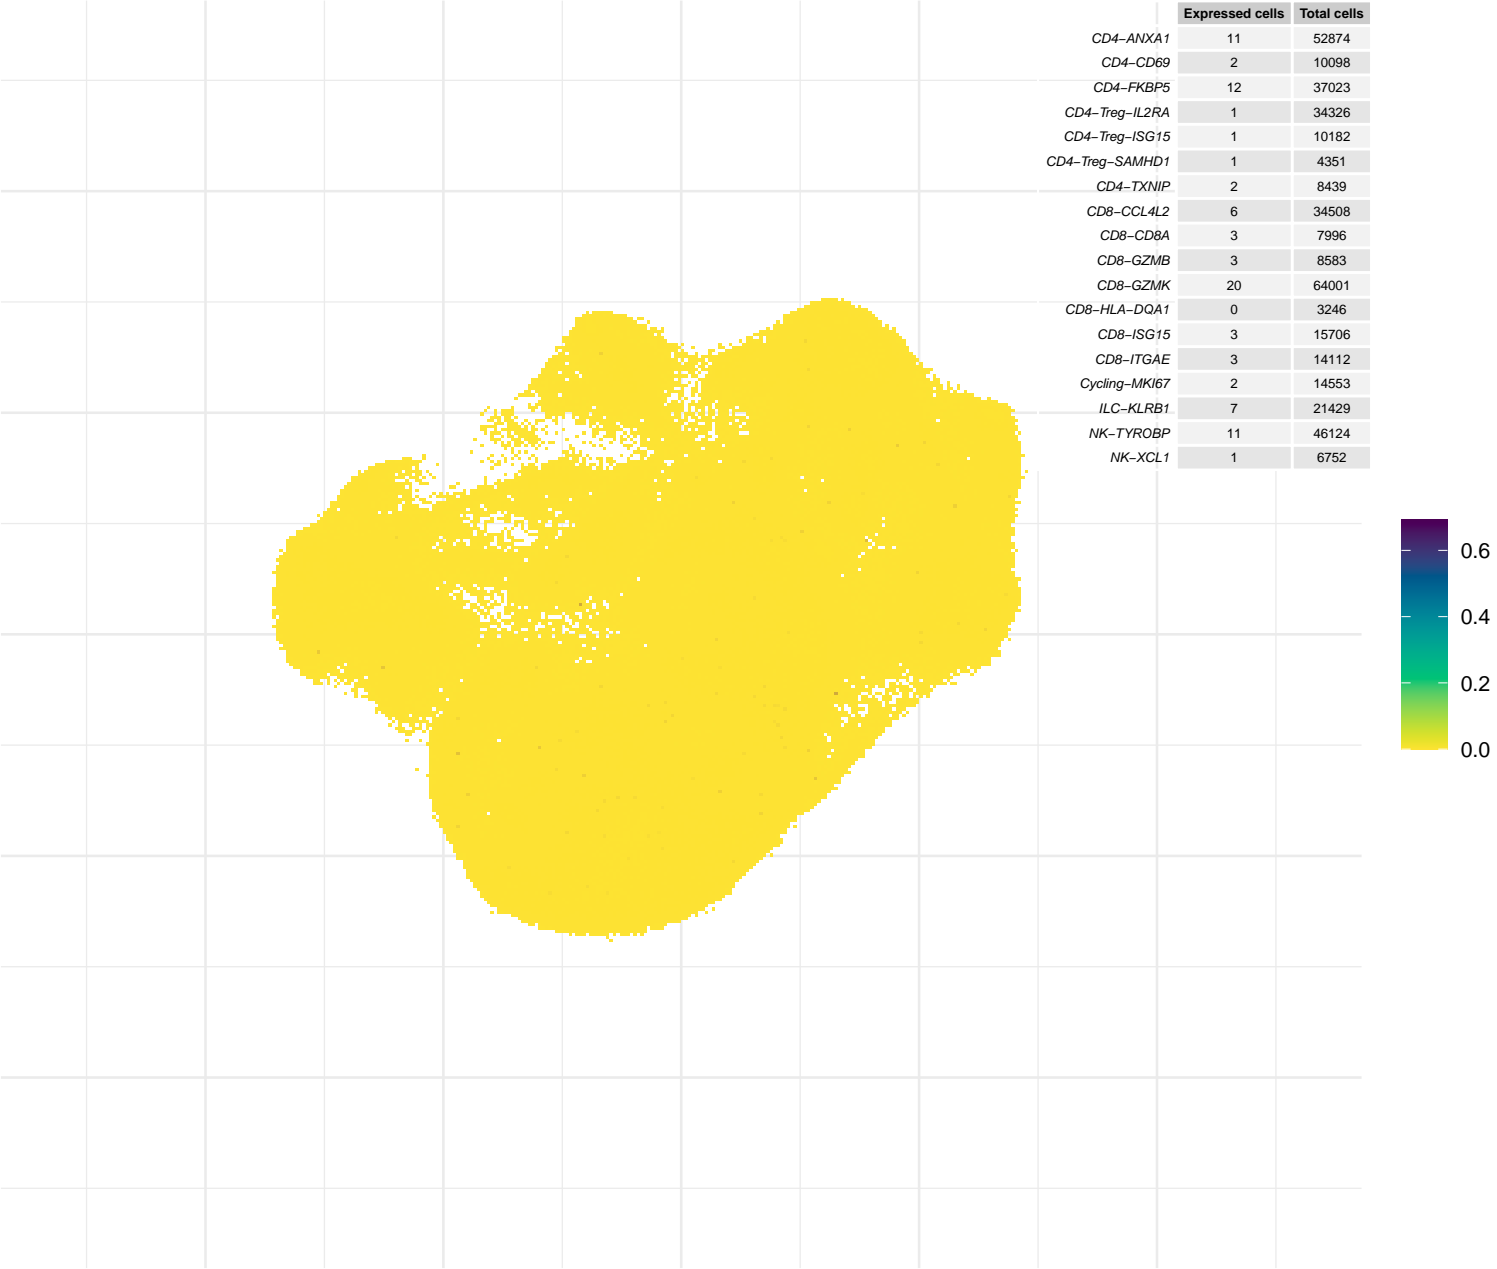 Expressed cells Total cells
CD4−ANXA1 11 52874
CD4−CD69 2 10098
CD4−FKBP5 12 37023
CD4−Treg−IL2RA 1 34326
CD4−Treg−ISG15 1 10182
CD4−Treg−SAMHD1 1 4351
CD4−TXNIP 2 8439
CD8−CCL4L2 6 34508
CD8−CD8A 3 7996
CD8−GZMB 3 8583
CD8−GZMK 20 64001
CD8−HLA−DQA1 0 3246
CD8−ISG15 3 15706
CD8−ITGAE 3 14112
Cycling−MKI67 2 14553
ILC−KLRB1 7 21429
NK−TYROBP 11 46124
NK−XCL1 1 6752
0.6
0.4
0.2
0.0